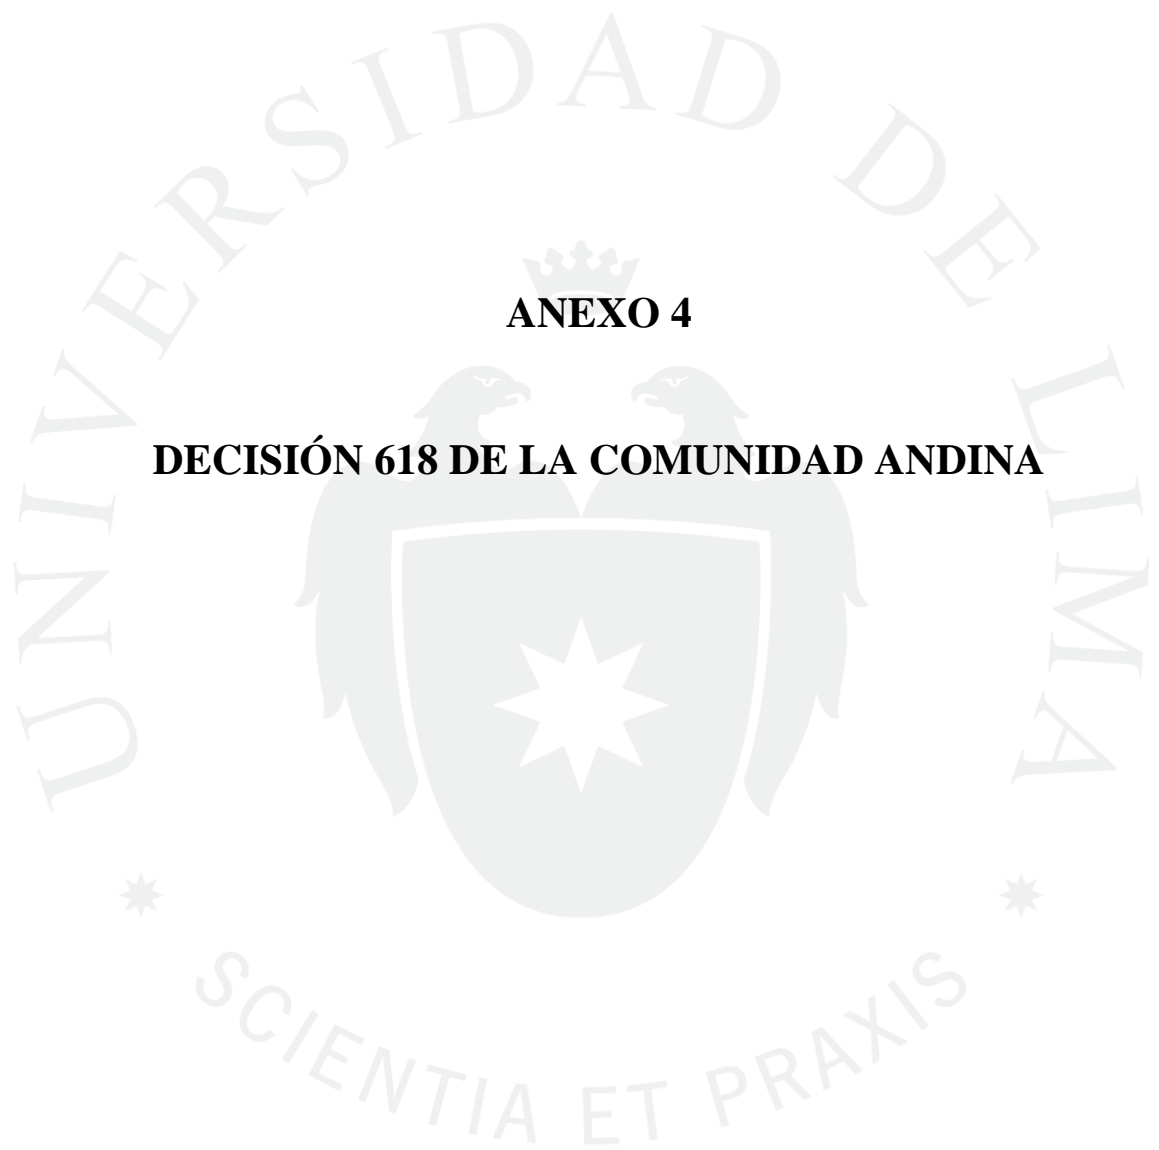 UNIVERSIDAD DE LIMA
ANEXO 4
DECISIÓN 618 DE LA COMUNIDAD ANDINA
SCIENTIA ET PRAXIS